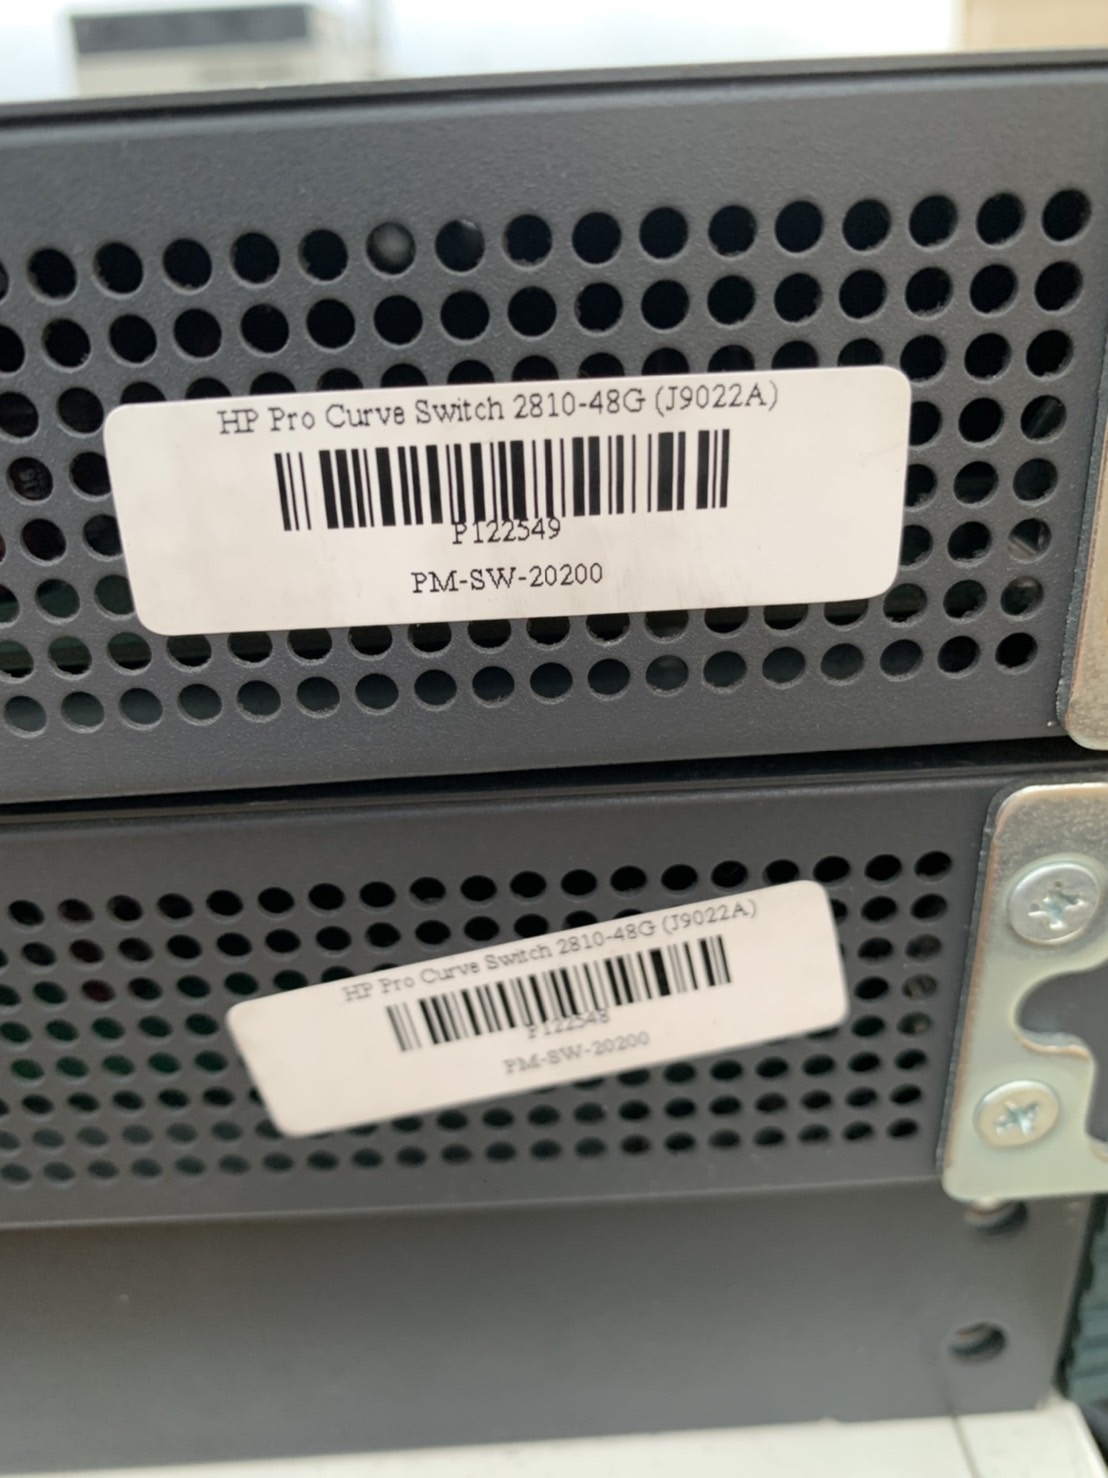 HP Pro Curve Switch 2810-48G (J9022A)
P122549
PM-SW-20200
HP Pro Curve Switch 2810-48G (J9022A)
P122548
PM-SW-20200